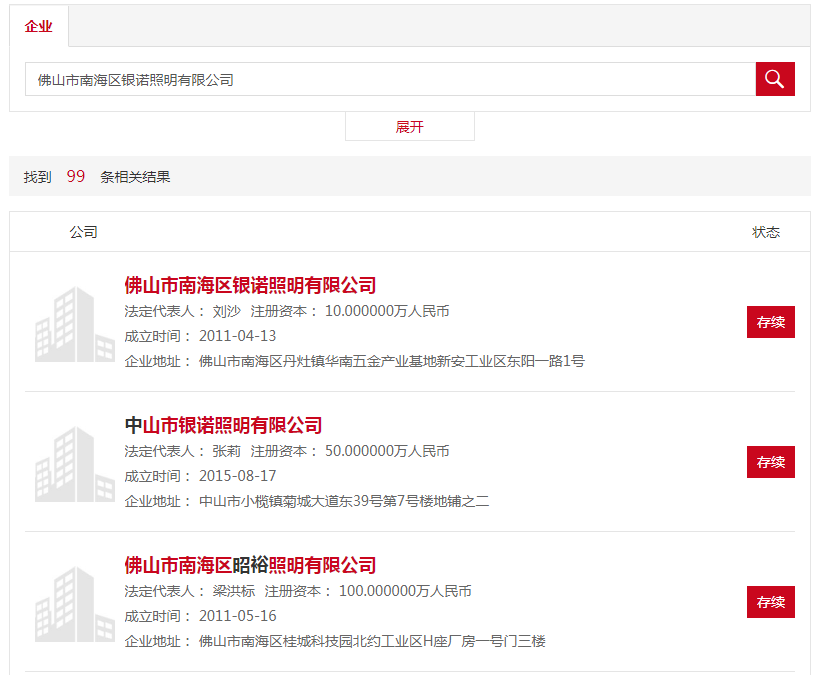 企业
佛山市南海区银诺照明有限公司
展开
找到 99 条相关结果
公司 状态
佛山市南海区银诺照明有限公司
法定代表人： 刘沙 注册资本： 10.000000万人民币
存续
成立时间： 2011-04-13
企业地址： 佛山市南海区丹灶镇华南五金产业基地新安工业区东阳一路1号
中山市银诺照明有限公司
法定代表人： 张莉 注册资本： 50.000000万人民币
存续
成立时间： 2015-08-17
企业地址： 中山市小榄镇菊城大道东39号第7号楼地铺之二
佛山市南海区昭裕照明有限公司
法定代表人： 梁洪标 注册资本： 100.000000万人民币
存续
成立时间： 2011-05-16
企业地址： 佛山市南海区桂城科技园北约工业区H座厂房一号门三楼